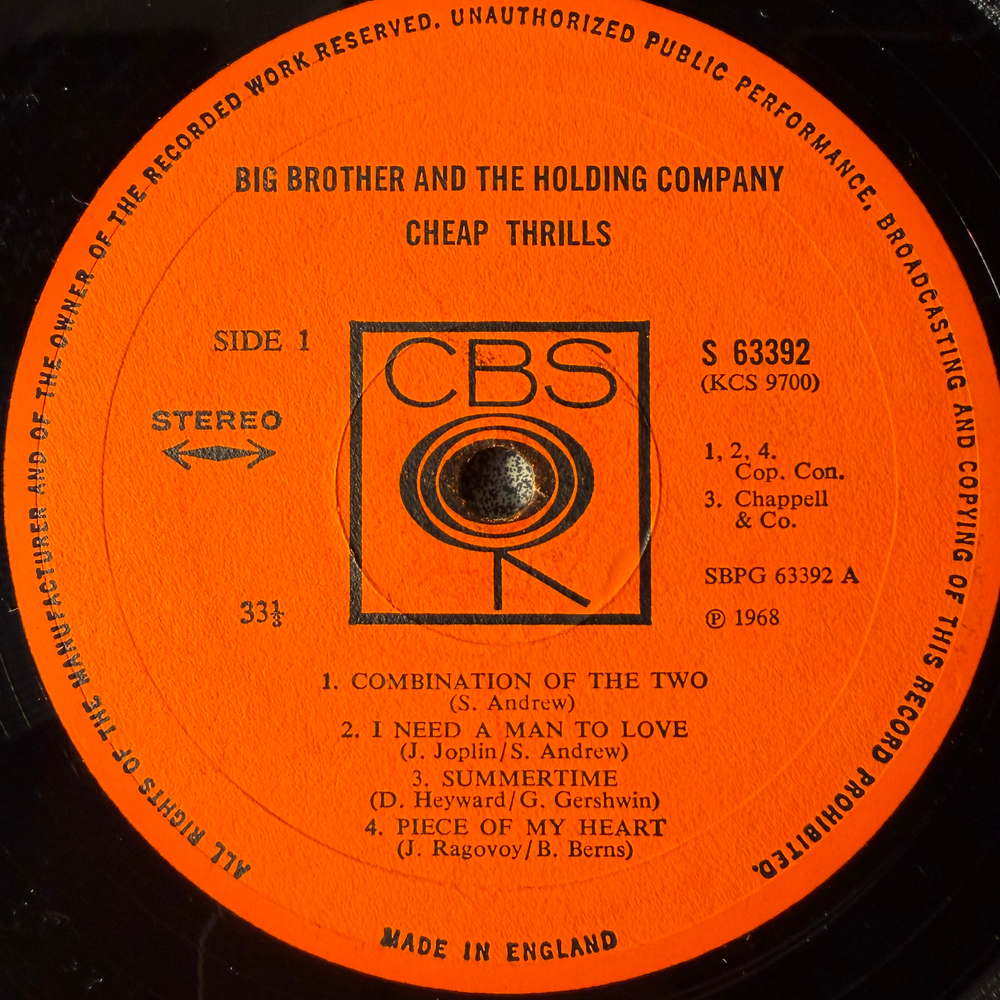 ALL RIGHTS OF THE MANUFACTURER AND OF THE OWNER OF THE RECORDED WORK RESERVED. UNAUTHORIZED PUBLIC PERFORMANCE, BROADCASTING AND COPYING OF THIS RECORD PROHIBITED.
BIG BROTHER AND THE HOLDING COMPANY
CHEAP THRILLS
SIDE 1
STEREO
33⅓
CBS
S 63392
(KCS 9700)
1, 2, 4.
Cop. Con.
3. Chappell
& Co.
SBPG 63392 A
℗ 1968
1. COMBINATION OF THE TWO
(S. Andrew)
2. I NEED A MAN TO LOVE
(J. Joplin/S. Andrew)
3. SUMMERTIME
(D. Heyward/G. Gershwin)
4. PIECE OF MY HEART
(J. Ragovoy/B. Berns)
MADE IN ENGLAND